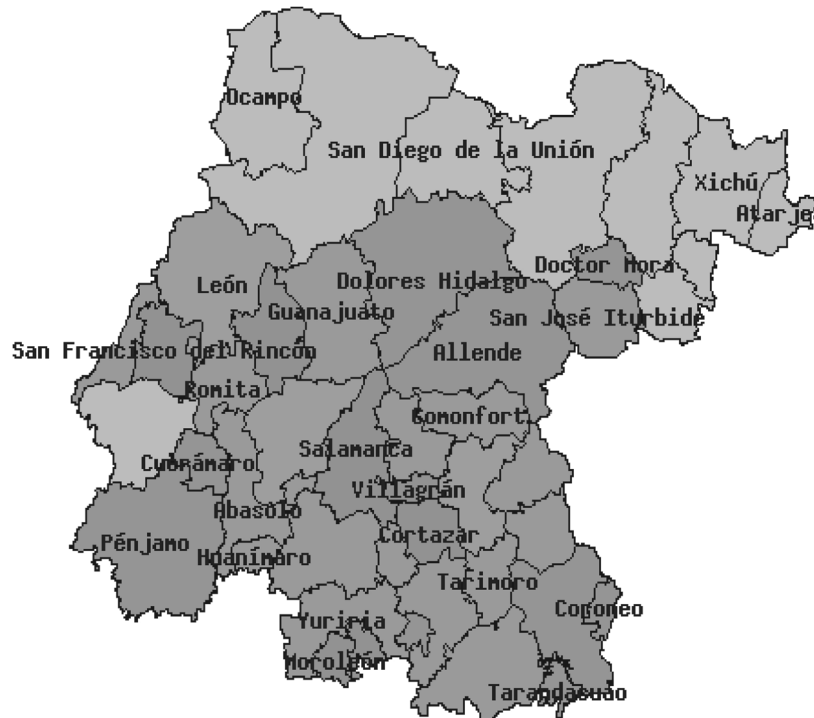 Ocampo
San Diego de la Unión
Xichú
Atarje
Doctor Mora
León
Dolores Hidalgo
Guanajuato
San José Iturbide
San Francisco del Rincón
Allende
Romita
Comonfort
Salamanca
Cuarámaro
Villagrán
Abasolo
Cortazar
Pénjamo
Huanímaro
Tarimoro
Coroneo
Yuriria
Moroleón
Tarandacuao